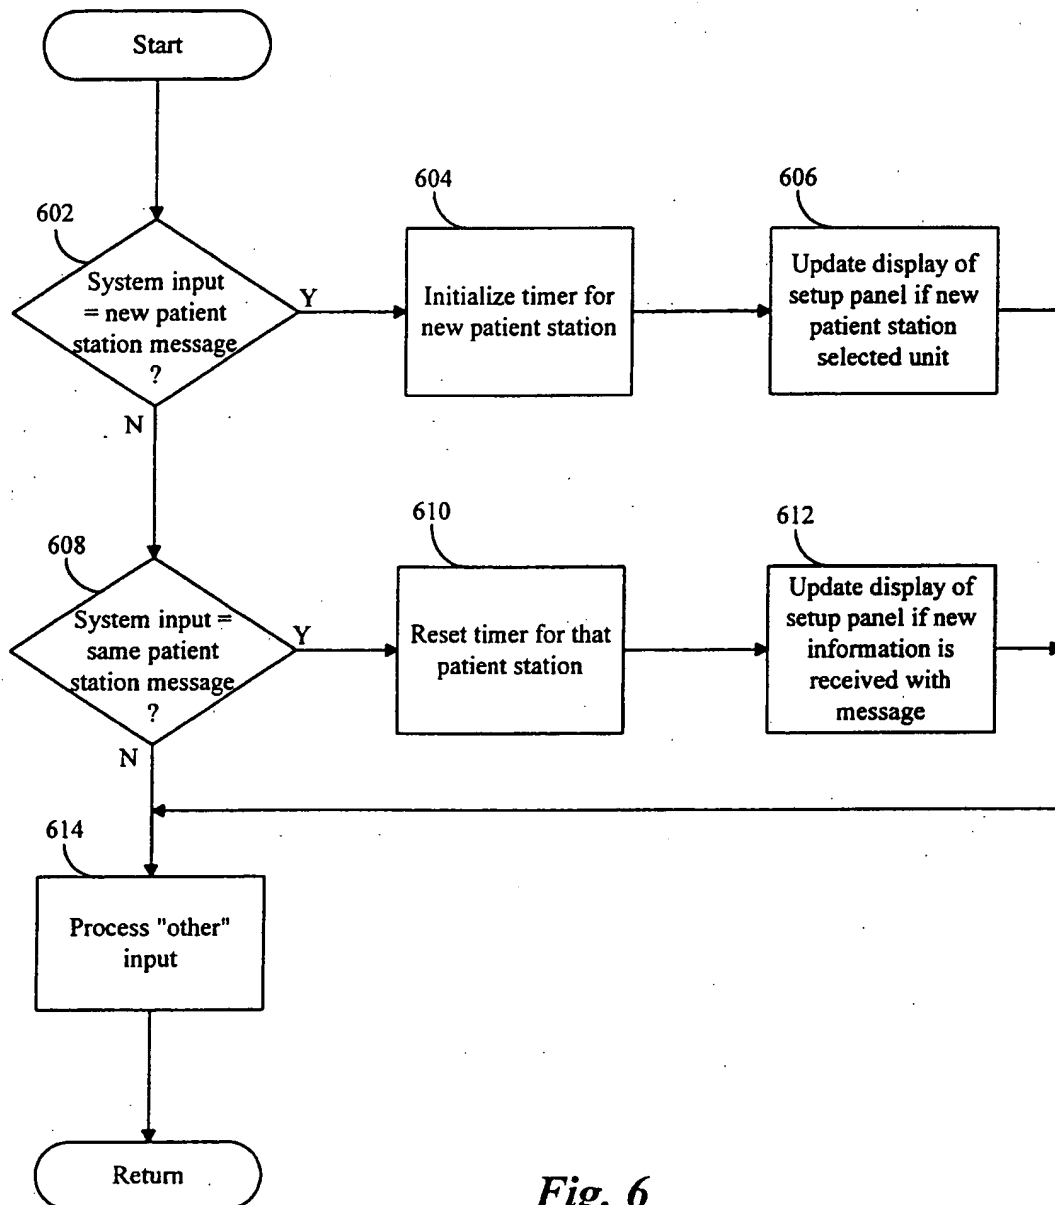 Start
602
System input
= new patient
station message
?
Y
N
604
Initialize timer for
new patient station
606
Update display of
setup panel if new
patient station
selected unit
608
System input =
same patient
station message
?
Y
N
610
Reset timer for that
patient station
612
Update display of
setup panel if new
information is
received with
message
614
Process "other"
input
Return
Fig. 6